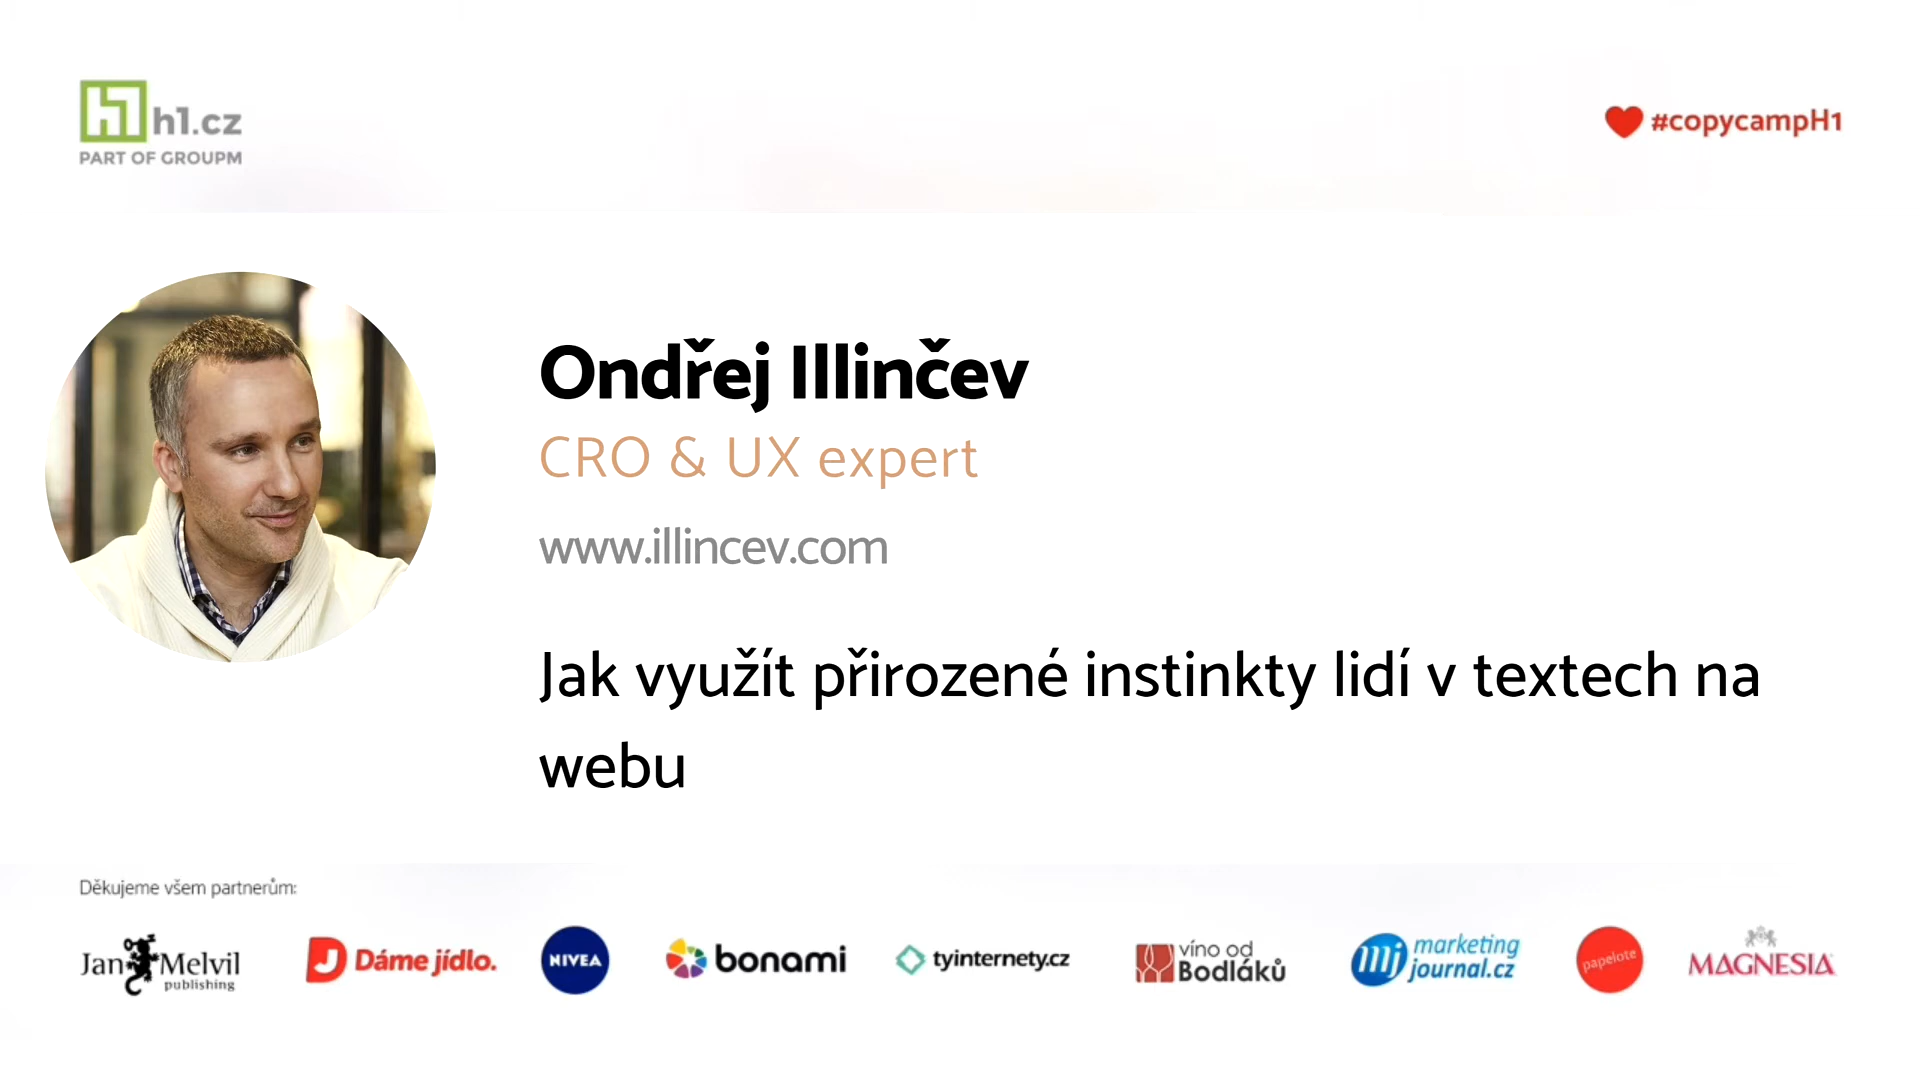 h1.cz
PART OF GROUPM
#copycampH1
Ondřej Illinčev
CRO & UX expert
www.illincev.com
Jak využít přirozené instinkty lidí v textech na
webu
Děkujeme všem partnerům:
Jan Melvil
publishing
Dáme jídlo.
NIVEA
bonami
tyinternety.cz
víno od
Bodláků
mj marketing
journal.cz
papelote
MAGNESIA